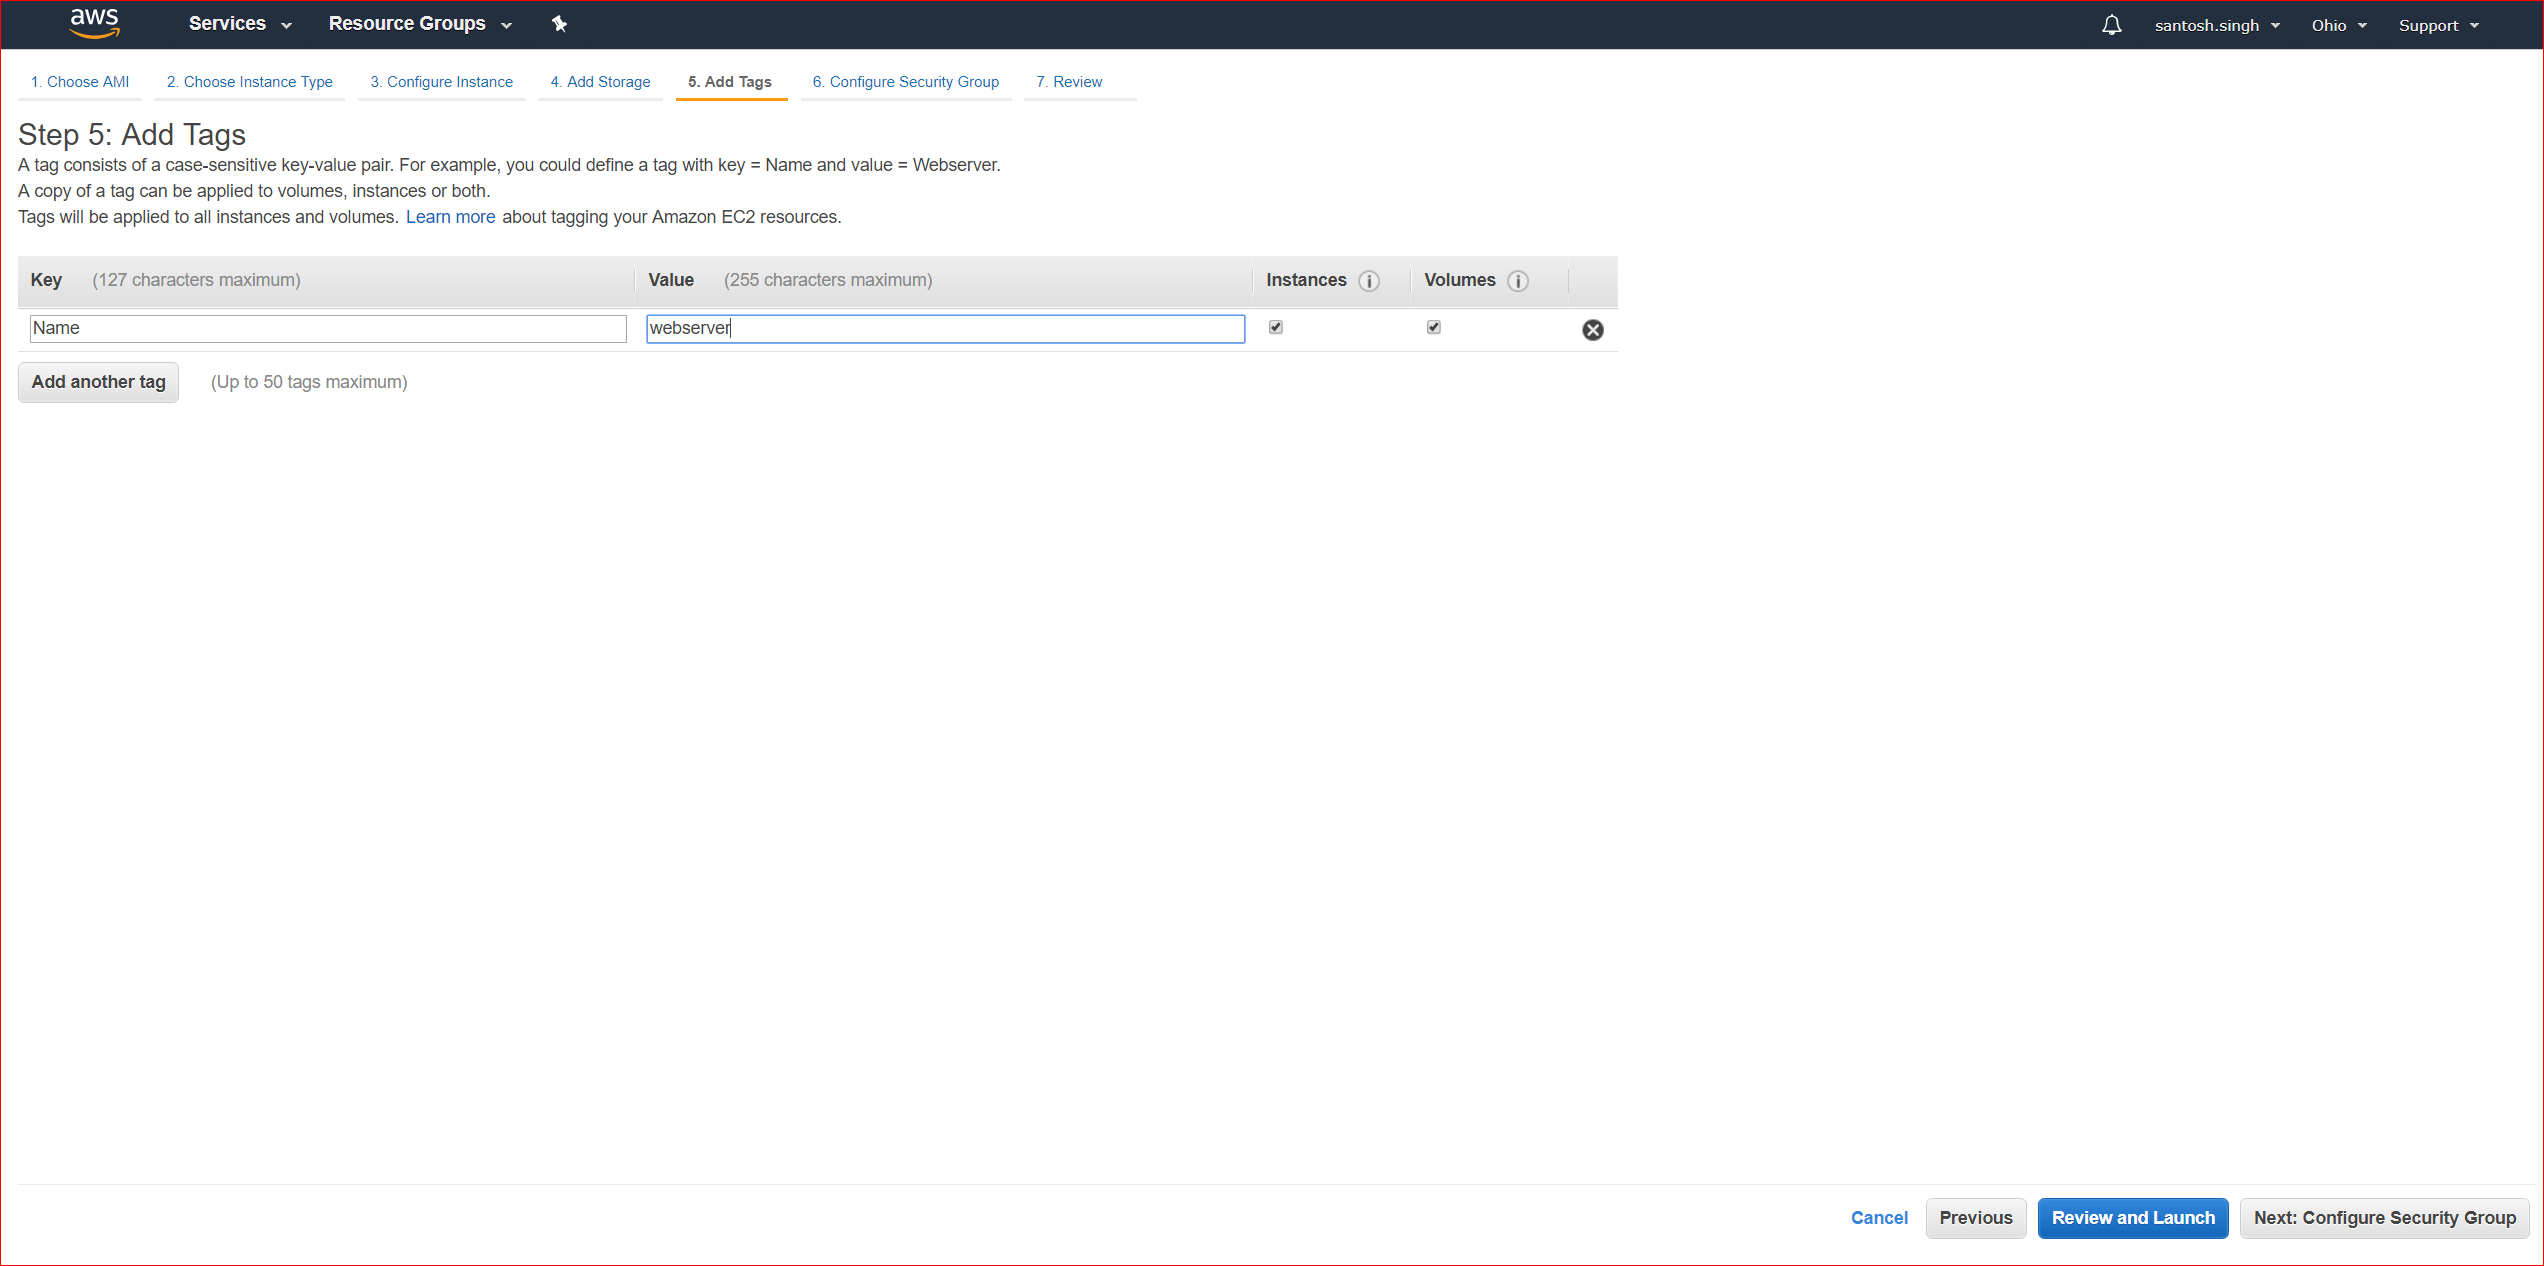 aws Services Resource Groups santosh.singh Ohio Support
1. Choose AMI 2. Choose Instance Type 3. Configure Instance 4. Add Storage 5. Add Tags 6. Configure Security Group 7. Review
Step 5: Add Tags
A tag consists of a case-sensitive key-value pair. For example, you could define a tag with key = Name and value = Webserver.
A copy of a tag can be applied to volumes, instances or both.
Tags will be applied to all instances and volumes. Learn more about tagging your Amazon EC2 resources.
Key (127 characters maximum) Value (255 characters maximum) Instances i Volumes i
Name webserver
Add another tag (Up to 50 tags maximum)
Cancel Previous Review and Launch Next: Configure Security Group